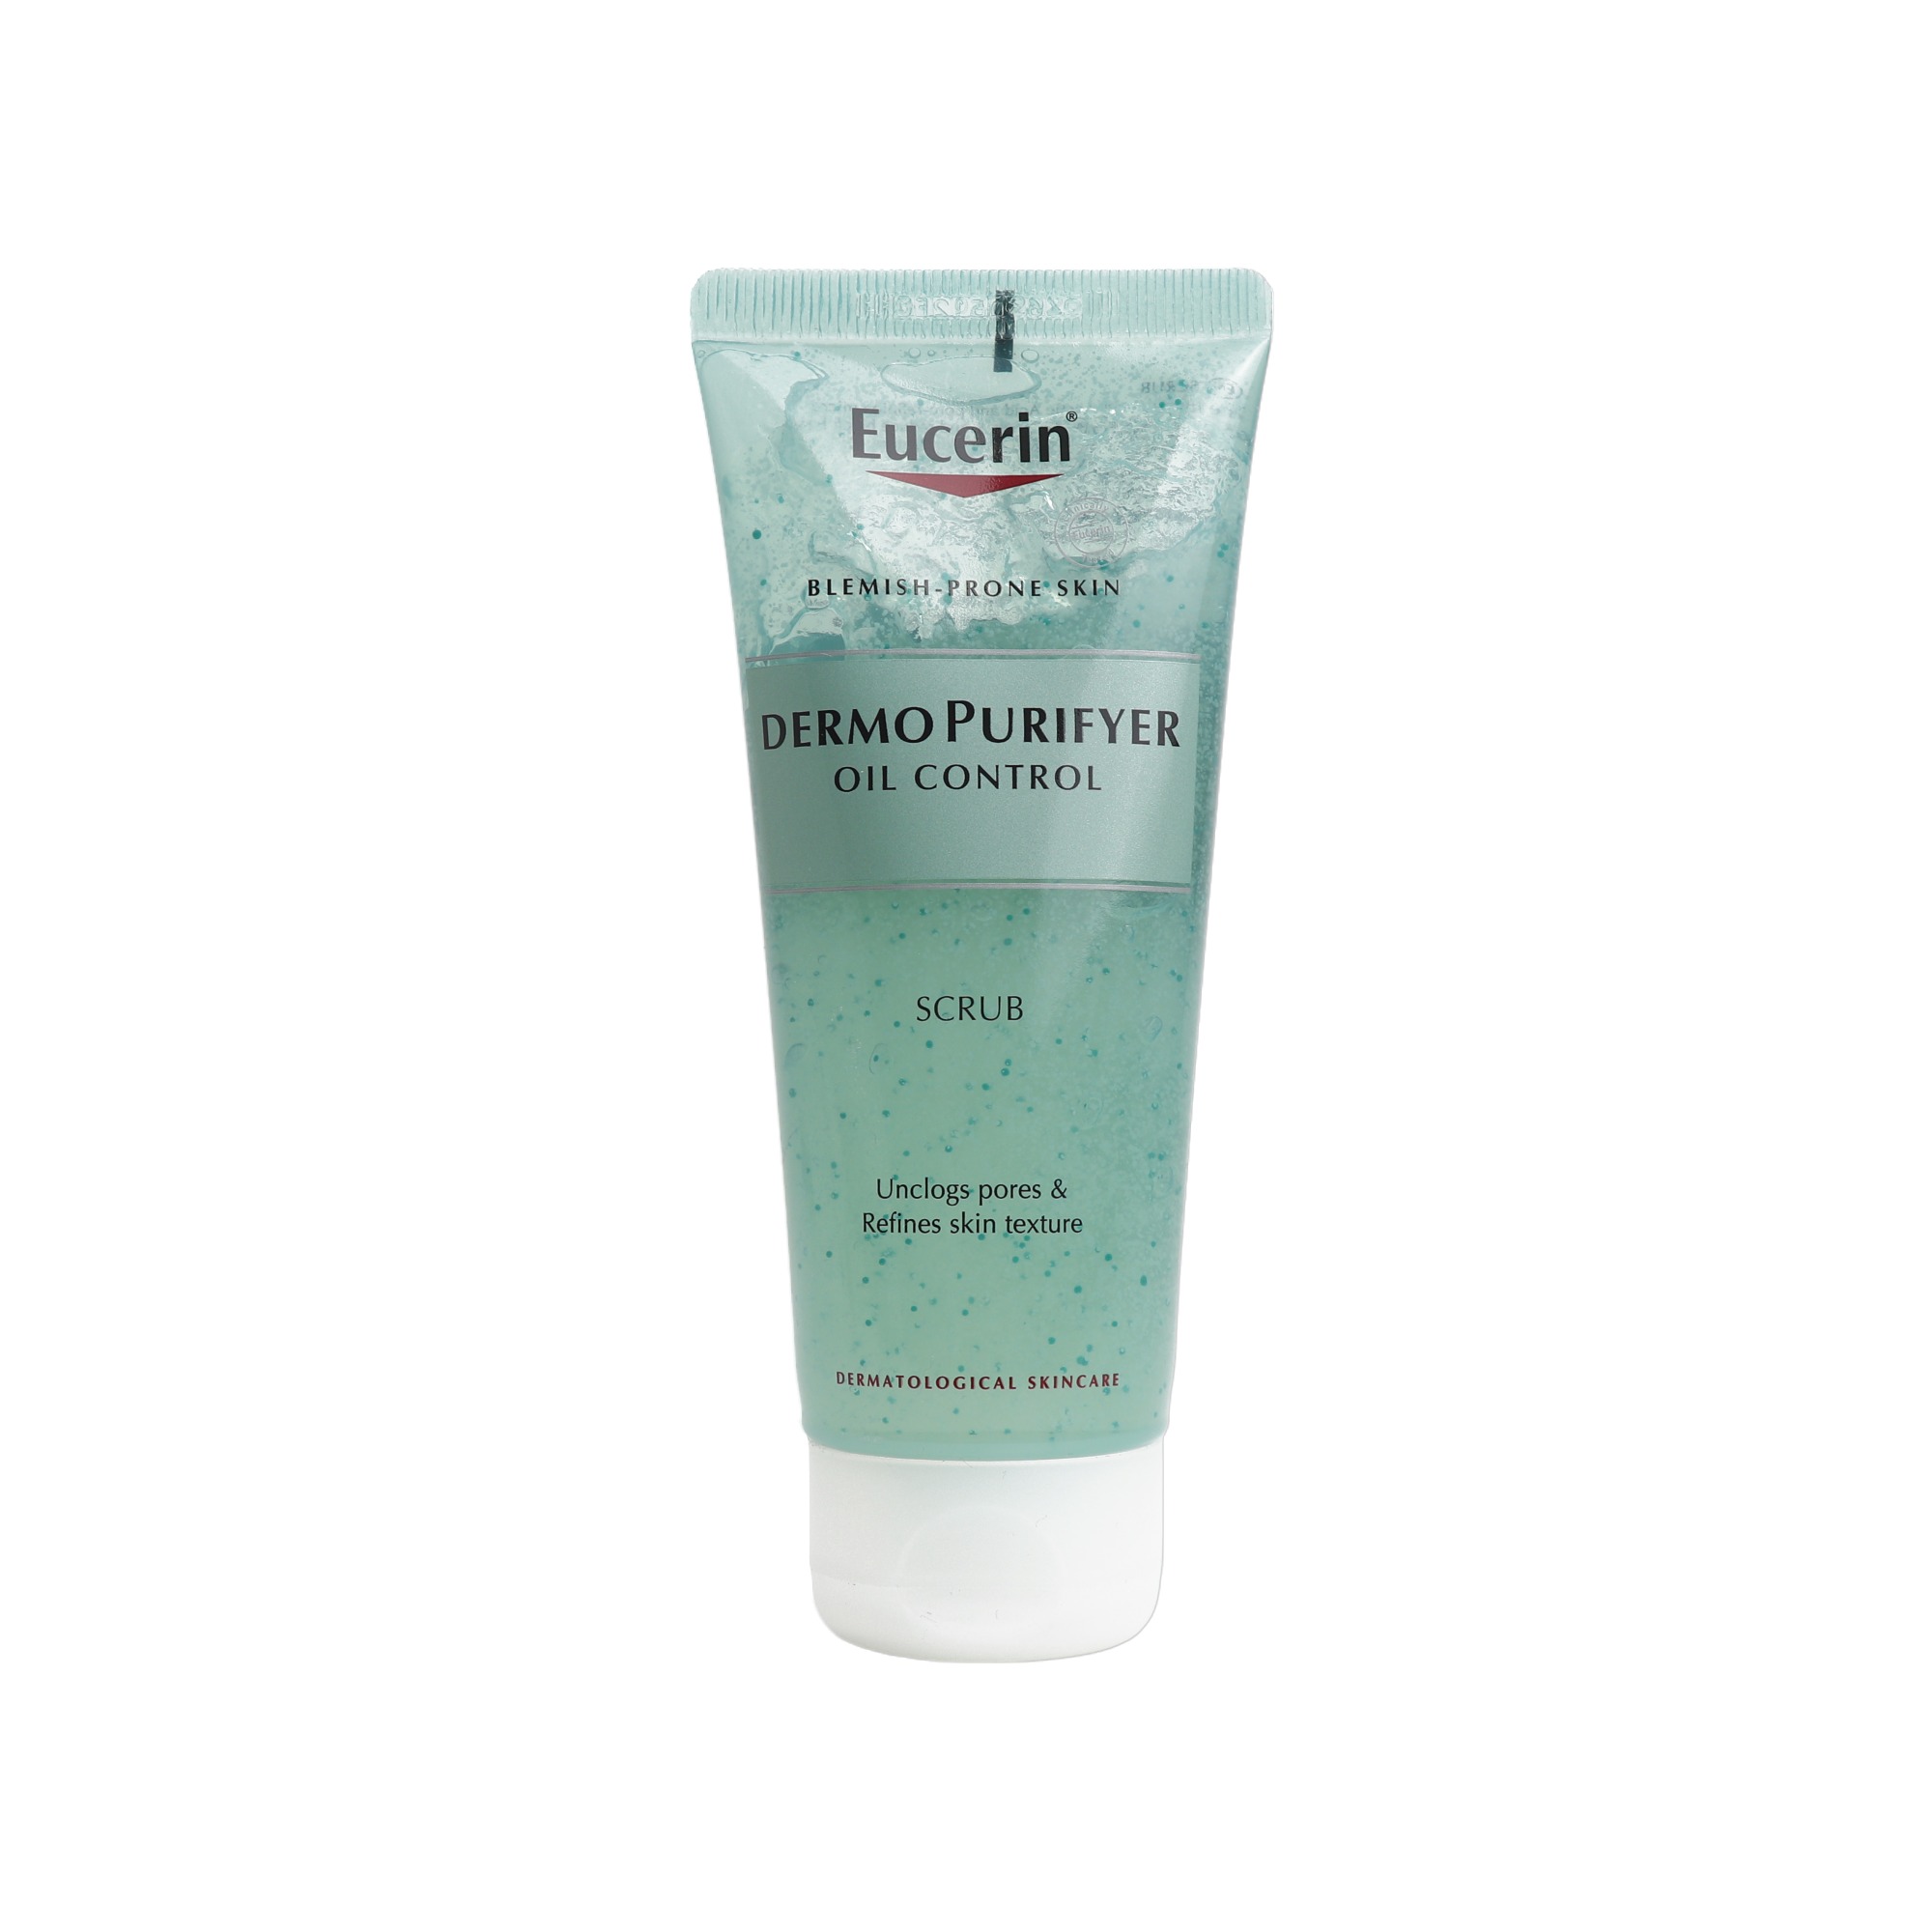 Eucerin®
BLEMISH-PRONE SKIN
DERMOPURIFYER
OIL CONTROL
SCRUB
Unclogs pores &
Refines skin texture
DERMATOLOGICAL SKINCARE